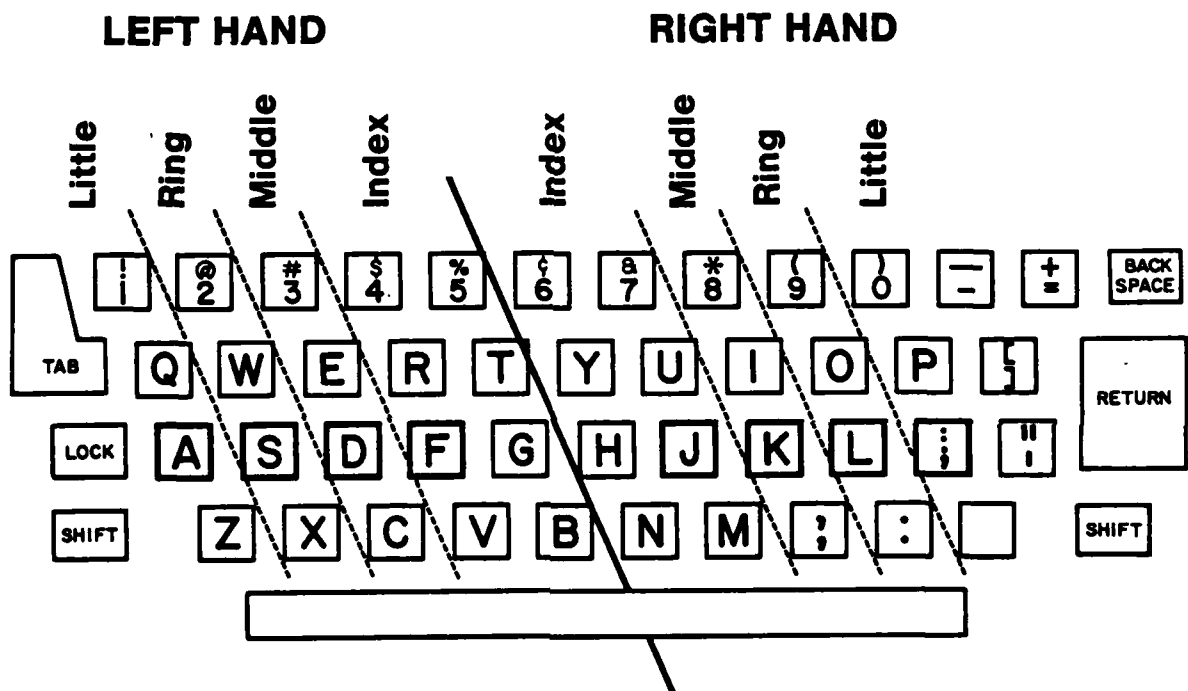 LEFT HAND RIGHT HAND
Little Ring Middle Index Index Middle Ring Little
! @ # $ % ¢ & * ( ) — +
1 2 3 4 5 6 7 8 9 0 - = BACK SPACE
TAB Q W E R T Y U I O P ] [ RETURN
LOCK A S D F G H J K L : ; " '
SHIFT Z X C V B N M , , . . SHIFT